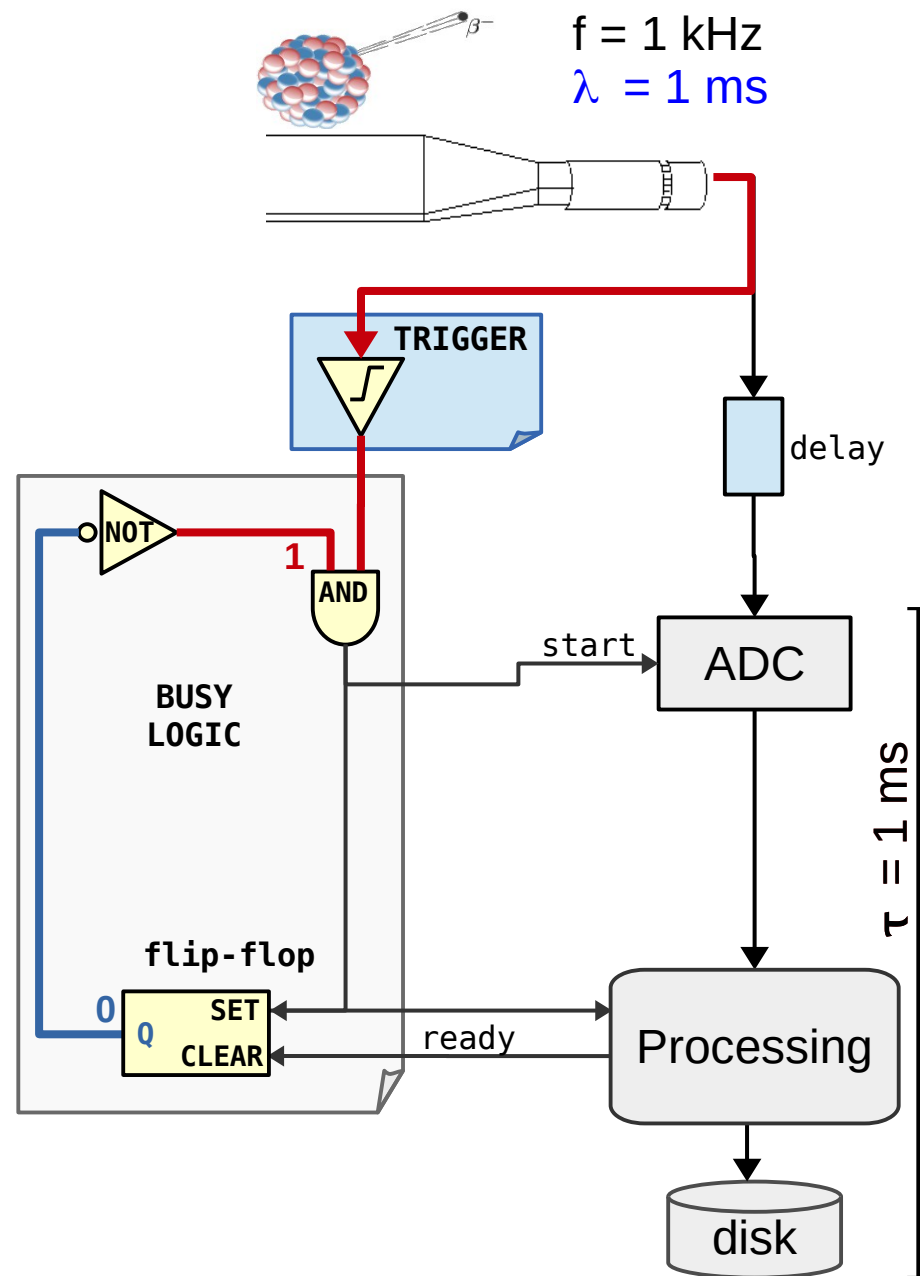 β⁻
f = 1 kHz
λ = 1 ms
TRIGGER
delay
NOT
1
AND
start
ADC
BUSY
LOGIC
τ = 1 ms
flip-flop
0
Q
SET
CLEAR
ready
Processing
disk